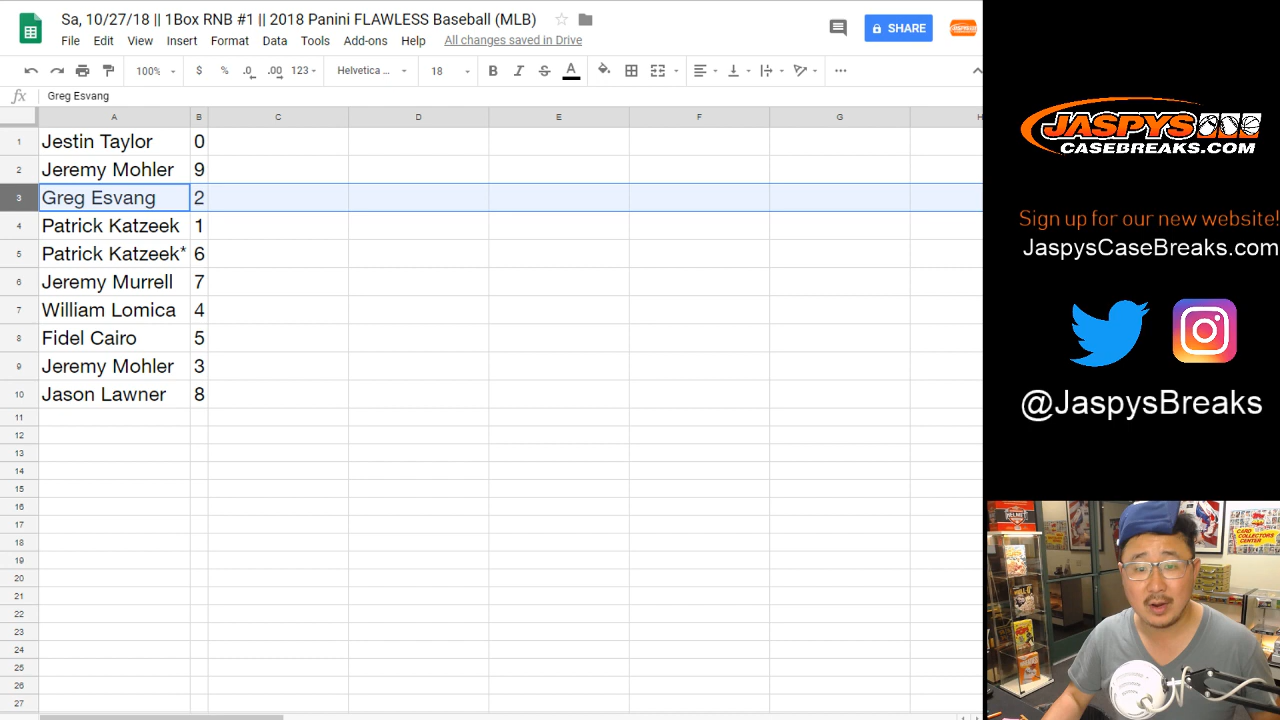 Sa, 10/27/18 || 1Box RNB #1 || 2018 Panini FLAWLESS Baseball (MLB)
File Edit View Insert Format Data Tools Add-ons Help All changes saved in Drive
SHARE
100% $ % .0 .00 123 Helvetica ... 18 B I S A
fx Greg Esvang
A B C D E F G H
1 Jestin Taylor 0
2 Jeremy Mohler 9
3 Greg Esvang 2
4 Patrick Katzeek 1
5 Patrick Katzeek* 6
6 Jeremy Murrell 7
7 William Lomica 4
8 Fidel Cairo 5
9 Jeremy Mohler 3
10 Jason Lawner 8
11
12
13
14
15
16
17
18
19
20
21
22
23
24
25
26
27
JASPYS
CASEBREAKS.COM
Sign up for our new website!
JaspysCaseBreaks.com
@JaspysBreaks
CARD
COLLECTORS
CENTER